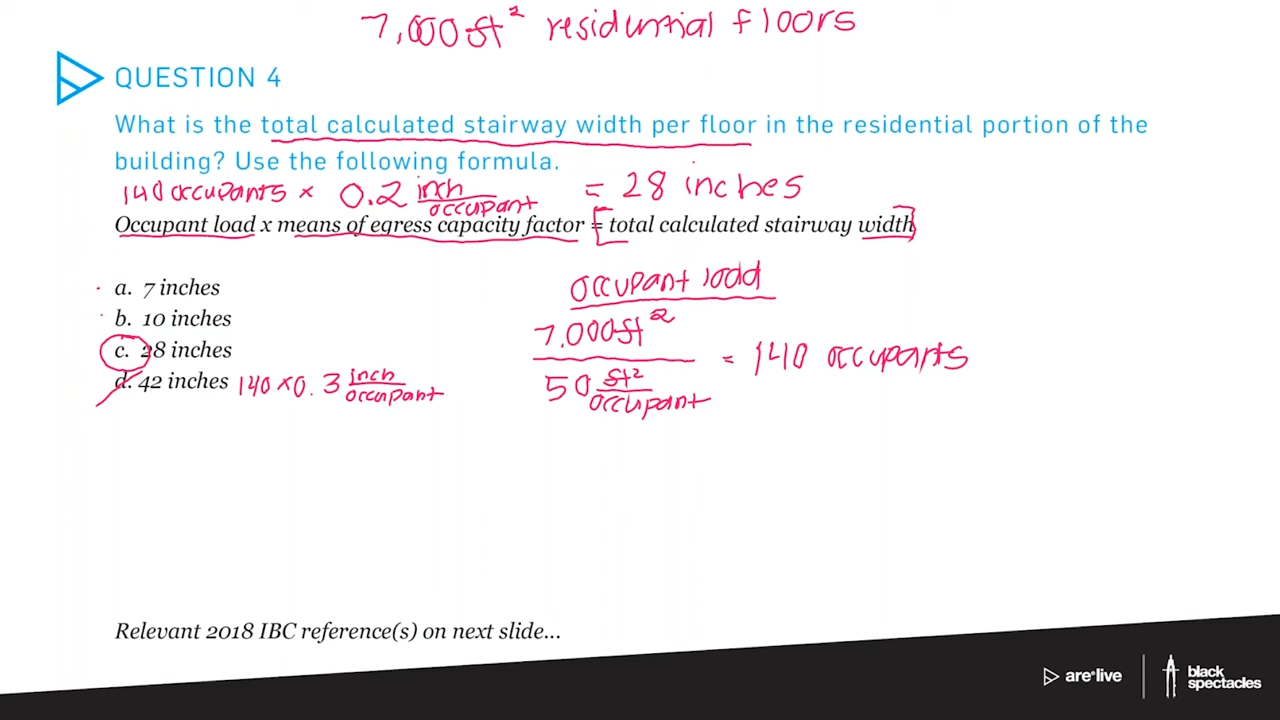 7,000 ft² residential floors
QUESTION 4
What is the total calculated stairway width per floor in the residential portion of the
building? Use the following formula.
140 occupants × 0.2 inch/occupant = 28 inches
Occupant load x means of egress capacity factor = [total calculated stairway width]
occupant load
a. 7 inches
7,000 ft²
b. 10 inches
c. 28 inches
= 140 occupants
d. 42 inches 140 × 0.3 inch/occupant
50 ft²/occupant
Relevant 2018 IBC reference(s) on next slide...
are*live
black
spectacles